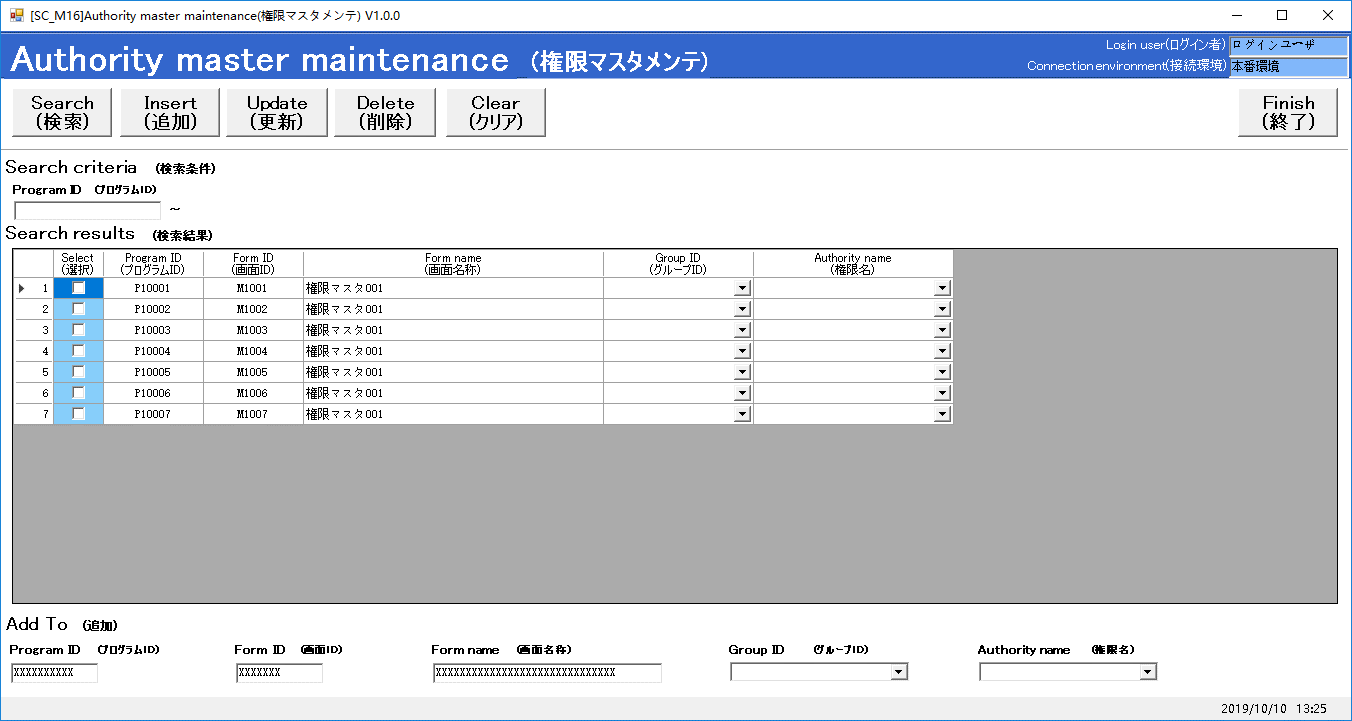 [SC_M16]Authority master maintenance(権限マスタメンテ) V1.0.0
Authority master maintenance (権限マスタメンテ)
Login user(ログイン者) ログインユーザ
Connection environment(接続環境) 本番環境
Search Insert Update Delete Clear Finish
(検索) (追加) (更新) (削除) (クリア) (終了)
Search criteria (検索条件)
Program ID (プログラムID)
~
Search results (検索結果)
Select Program ID Form ID Form name Group ID Authority name
(選択) (プログラムID) (画面ID) (画面名称) (グループID) (権限名)
1 P10001 M1001 権限マスタ001
2 P10002 M1002 権限マスタ001
3 P10003 M1003 権限マスタ001
4 P10004 M1004 権限マスタ001
5 P10005 M1005 権限マスタ001
6 P10006 M1006 権限マスタ001
7 P10007 M1007 権限マスタ001
Add To (追加)
Program ID (プログラムID) Form ID (画面ID) Form name (画面名称) Group ID (グループID) Authority name (権限名)
XXXXXXXXXX XXXXXXX XXXXXXXXXXXXXXXXXXXXXXXXXXXXXX
2019/10/10 13:25